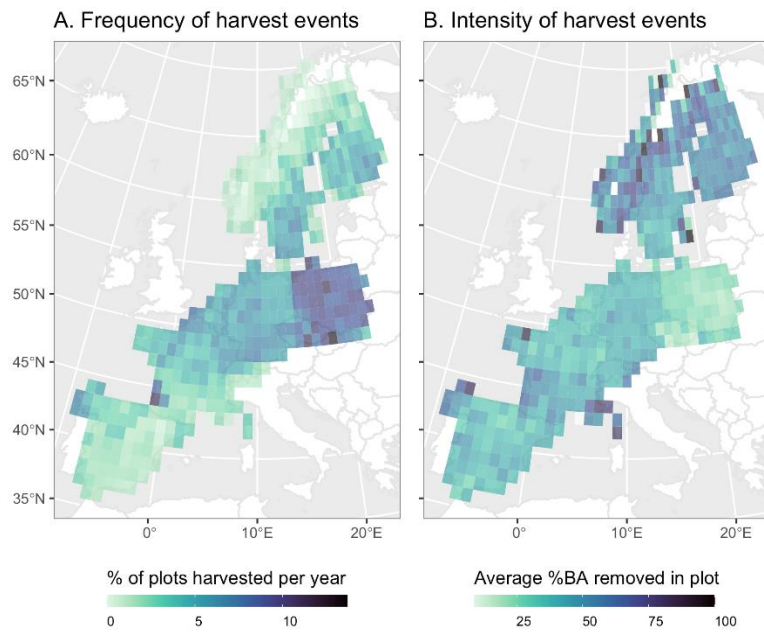 A. Frequency of harvest events
B. Intensity of harvest events
65°N
60°N
55°N
50°N
45°N
40°N
35°N
0°
10°E
20°E
0°
10°E
20°E
% of plots harvested per year
0
5
10
Average %BA removed in plot
25
50
75
100